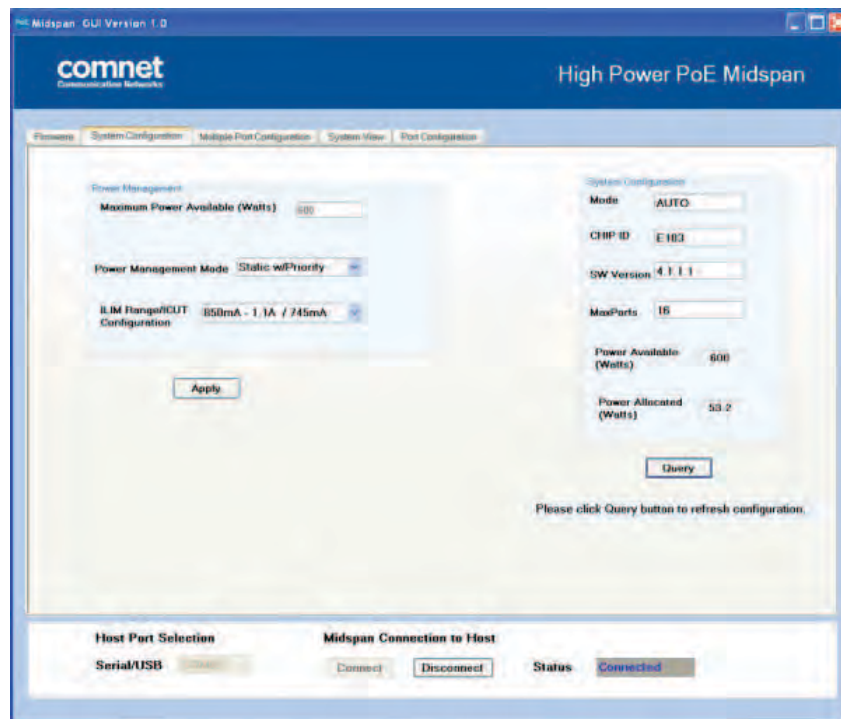 Midspan GUI Version 1.0
comnet
Communication Networks
High Power PoE Midspan
Firmware System Configuration Multiple Port Configuration System View Port Configuration
Power Management
Maximum Power Available (Watts) 600
Power Management Mode Static w/Priority
ILIM Range/ICUT Configuration 850mA - 1.1A / 745mA
Apply
System Configuration
Mode AUTO
CHIP ID E103
SW Version 4.1.1.1
MaxPorts 16
Power Available (Watts) 600
Power Allocated (Watts) 53.2
Query
Please click Query button to refresh configuration.
Host Port Selection
Serial/USB
Midspan Connection to Host
Connect Disconnect Status Connected